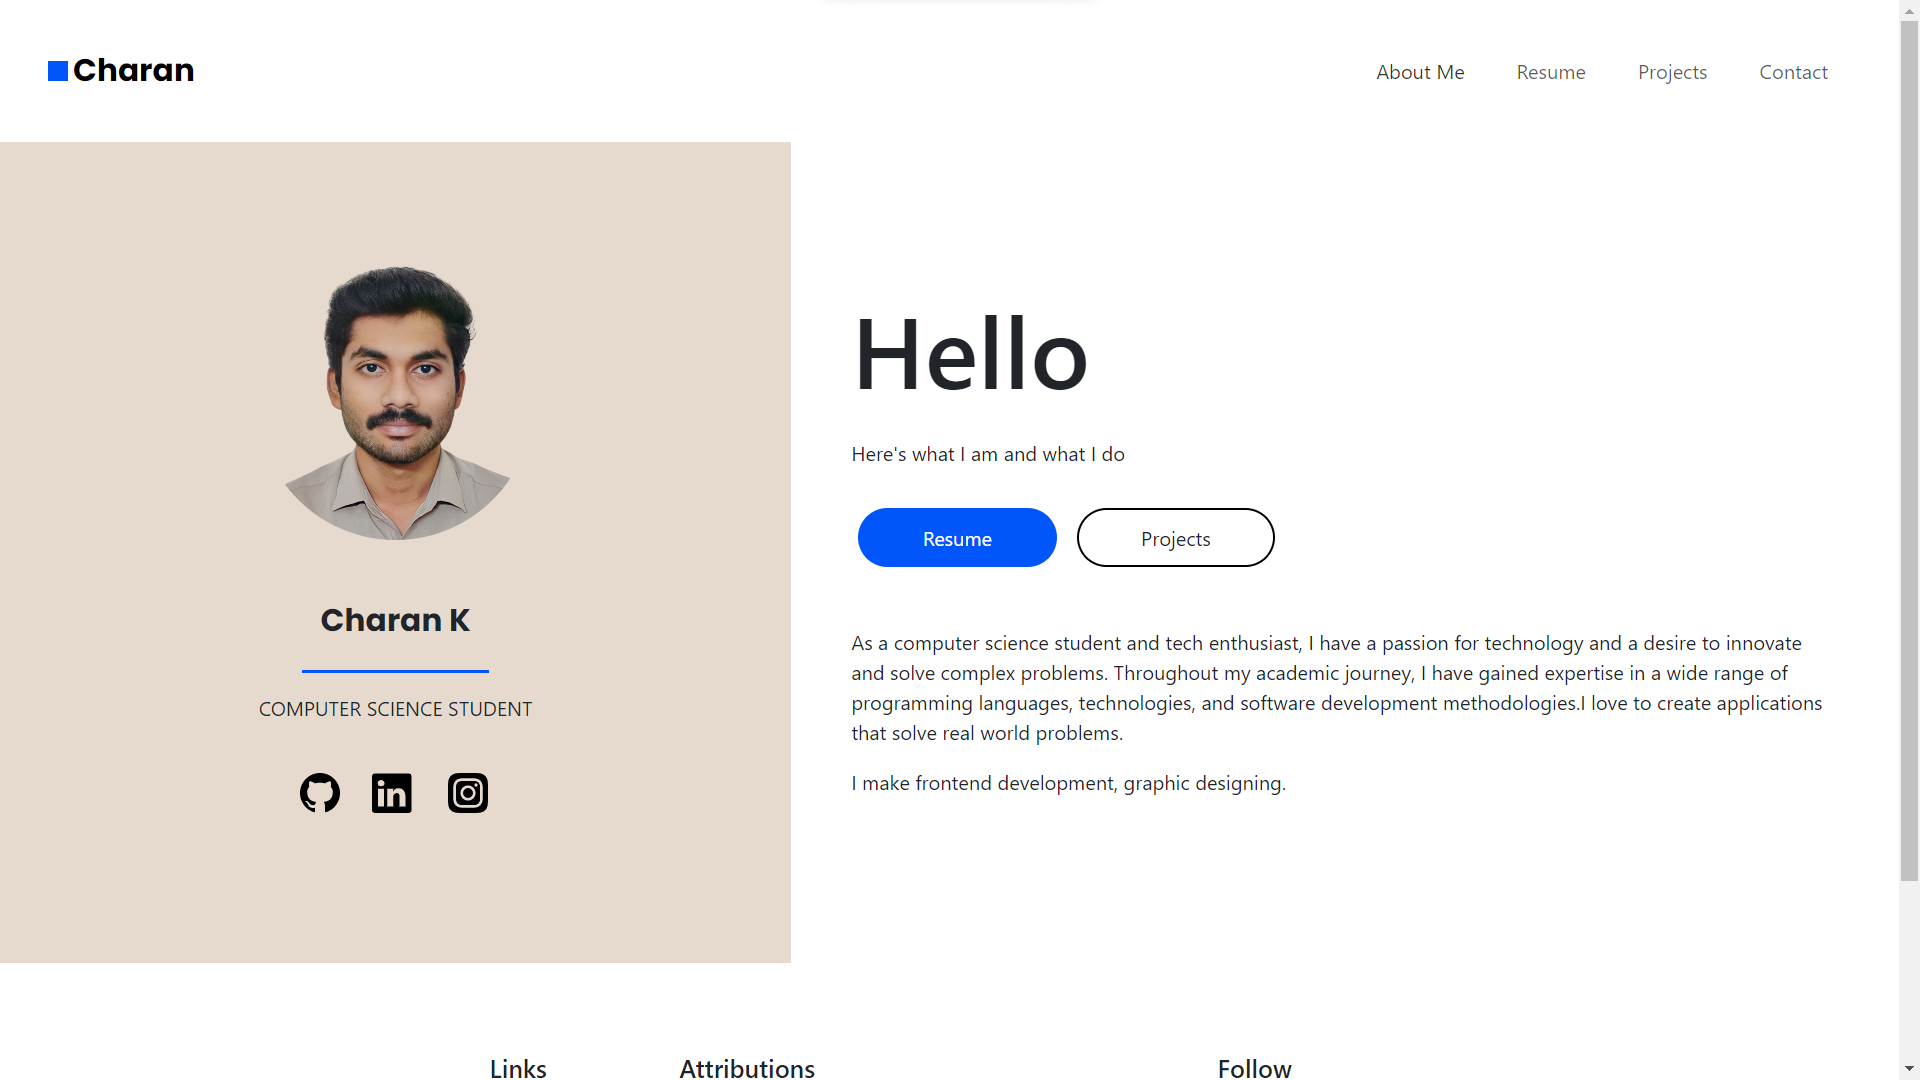 Charan
About Me
Resume
Projects
Contact
Charan K
COMPUTER SCIENCE STUDENT
in
Hello
Here's what I am and what I do
Resume
Projects
As a computer science student and tech enthusiast, I have a passion for technology and a desire to innovate
and solve complex problems. Throughout my academic journey, I have gained expertise in a wide range of
programming languages, technologies, and software development methodologies.I love to create applications
that solve real world problems.
I make frontend development, graphic designing.
Links
Attributions
Follow